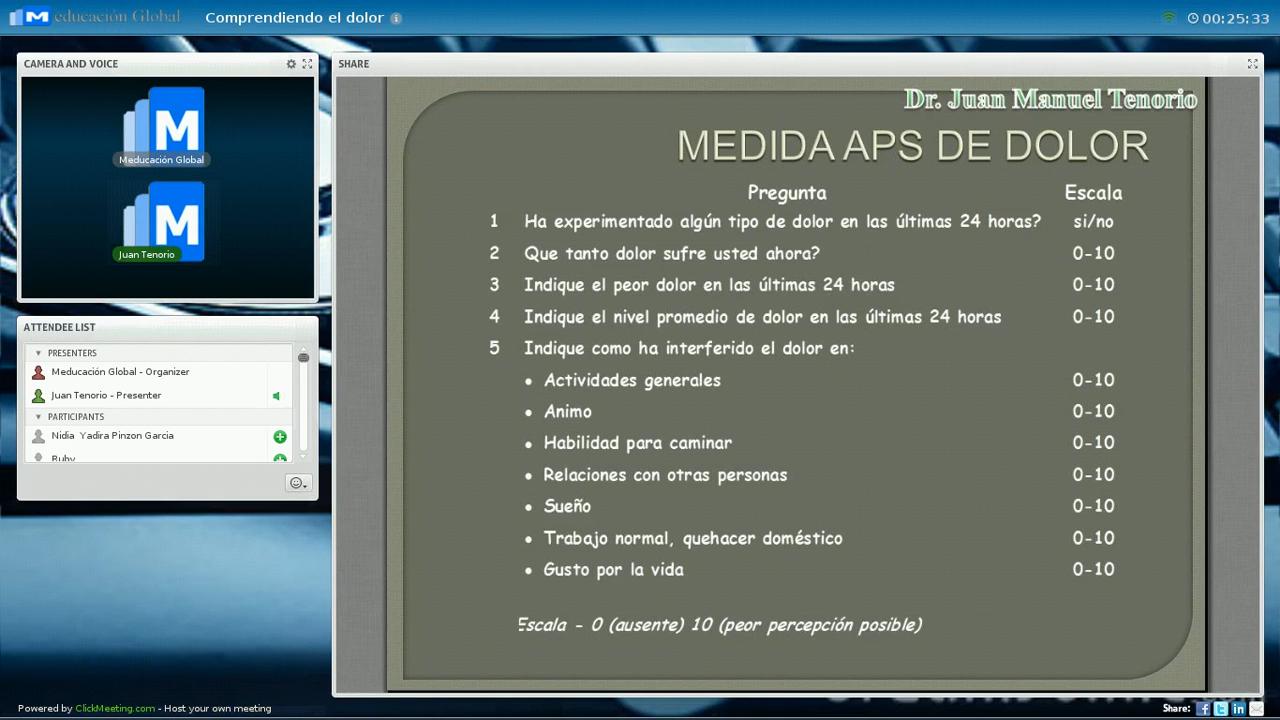 Meducación Global
Comprendiendo el dolor
00:25:33
CAMERA AND VOICE
Meducación Global
Juan Tenorio
ATTENDEE LIST
PRESENTERS
Meducación Global - Organizer
Juan Tenorio - Presenter
PARTICIPANTS
Nidia Yadira Pinzon Garcia
Ruby
SHARE
Dr. Juan Manuel Tenorio
MEDIDA APS DE DOLOR
Pregunta Escala
1 Ha experimentado algún tipo de dolor en las últimas 24 horas? si/no
2 Que tanto dolor sufre usted ahora? 0-10
3 Indique el peor dolor en las últimas 24 horas 0-10
4 Indique el nivel promedio de dolor en las últimas 24 horas 0-10
5 Indique como ha interferido el dolor en:
• Actividades generales 0-10
• Animo 0-10
• Habilidad para caminar 0-10
• Relaciones con otras personas 0-10
• Sueño 0-10
• Trabajo normal, quehacer doméstico 0-10
• Gusto por la vida 0-10
Escala - 0 (ausente) 10 (peor percepción posible)
Powered by ClickMeeting.com - Host your own meeting
Share: